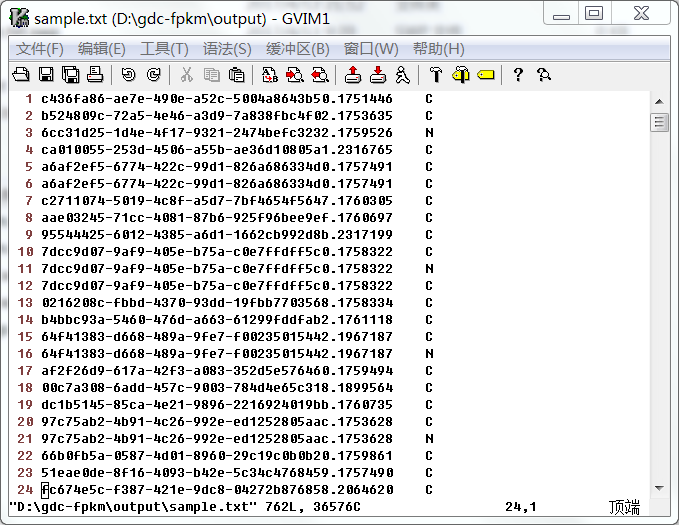 sample.txt (D:\gdc-fpkm\output) - GVIM1
文件(F) 编辑(E) 工具(T) 语法(S) 缓冲区(B) 窗口(W) 帮助(H)
1 c436fa86-ae7e-490e-a52c-5004a8643b50.1751446 C
2 b524809c-72a5-4e46-a3d9-7a838fbc4f02.1753635 C
3 6cc31d25-1d4e-4f17-9321-2474befc3232.1759526 N
4 ca010055-253d-4506-a55b-ae36d10805a1.2316765 C
5 a6af2ef5-6774-422c-99d1-826a686334d0.1757491 C
6 a6af2ef5-6774-422c-99d1-826a686334d0.1757491 C
7 c2711074-5019-4c8f-a5d7-7bf4654f5647.1760305 C
8 aae03245-71cc-4081-87b6-925f96bee9ef.1760697 C
9 95544425-6012-4385-a6d1-1662cb992d8b.2317199 C
10 7dcc9d07-9af9-405e-b75a-c0e7ffdff5c0.1758322 C
11 7dcc9d07-9af9-405e-b75a-c0e7ffdff5c0.1758322 N
12 7dcc9d07-9af9-405e-b75a-c0e7ffdff5c0.1758322 C
13 0216208c-fbbd-4370-93dd-19fbb7703568.1758334 C
14 b4bbc93a-5460-476d-a663-61299fddfab2.1761118 C
15 64f41383-d668-489a-9fe7-f00235015442.1967187 C
16 64f41383-d668-489a-9fe7-f00235015442.1967187 N
17 af2f26d9-617a-42f3-a083-352d5e576460.1759494 C
18 00c7a308-6add-457c-9003-784d4e65c318.1899564 C
19 dc1b5145-85ca-4e21-9896-2216924019bb.1760735 C
20 97c75ab2-4b91-4c26-992e-ed1252805aac.1753628 C
21 97c75ab2-4b91-4c26-992e-ed1252805aac.1753628 N
22 66b0fb5a-0587-4d01-8960-29c19c0b0b20.1759861 C
23 51eae0de-8f16-4093-b42e-5c34c4768459.1757490 C
24 fc674e5c-f387-421e-9dc8-04272b876858.2064620 C
"D:\gdc-fpkm\output\sample.txt" 762L, 36576C 24,1 顶端